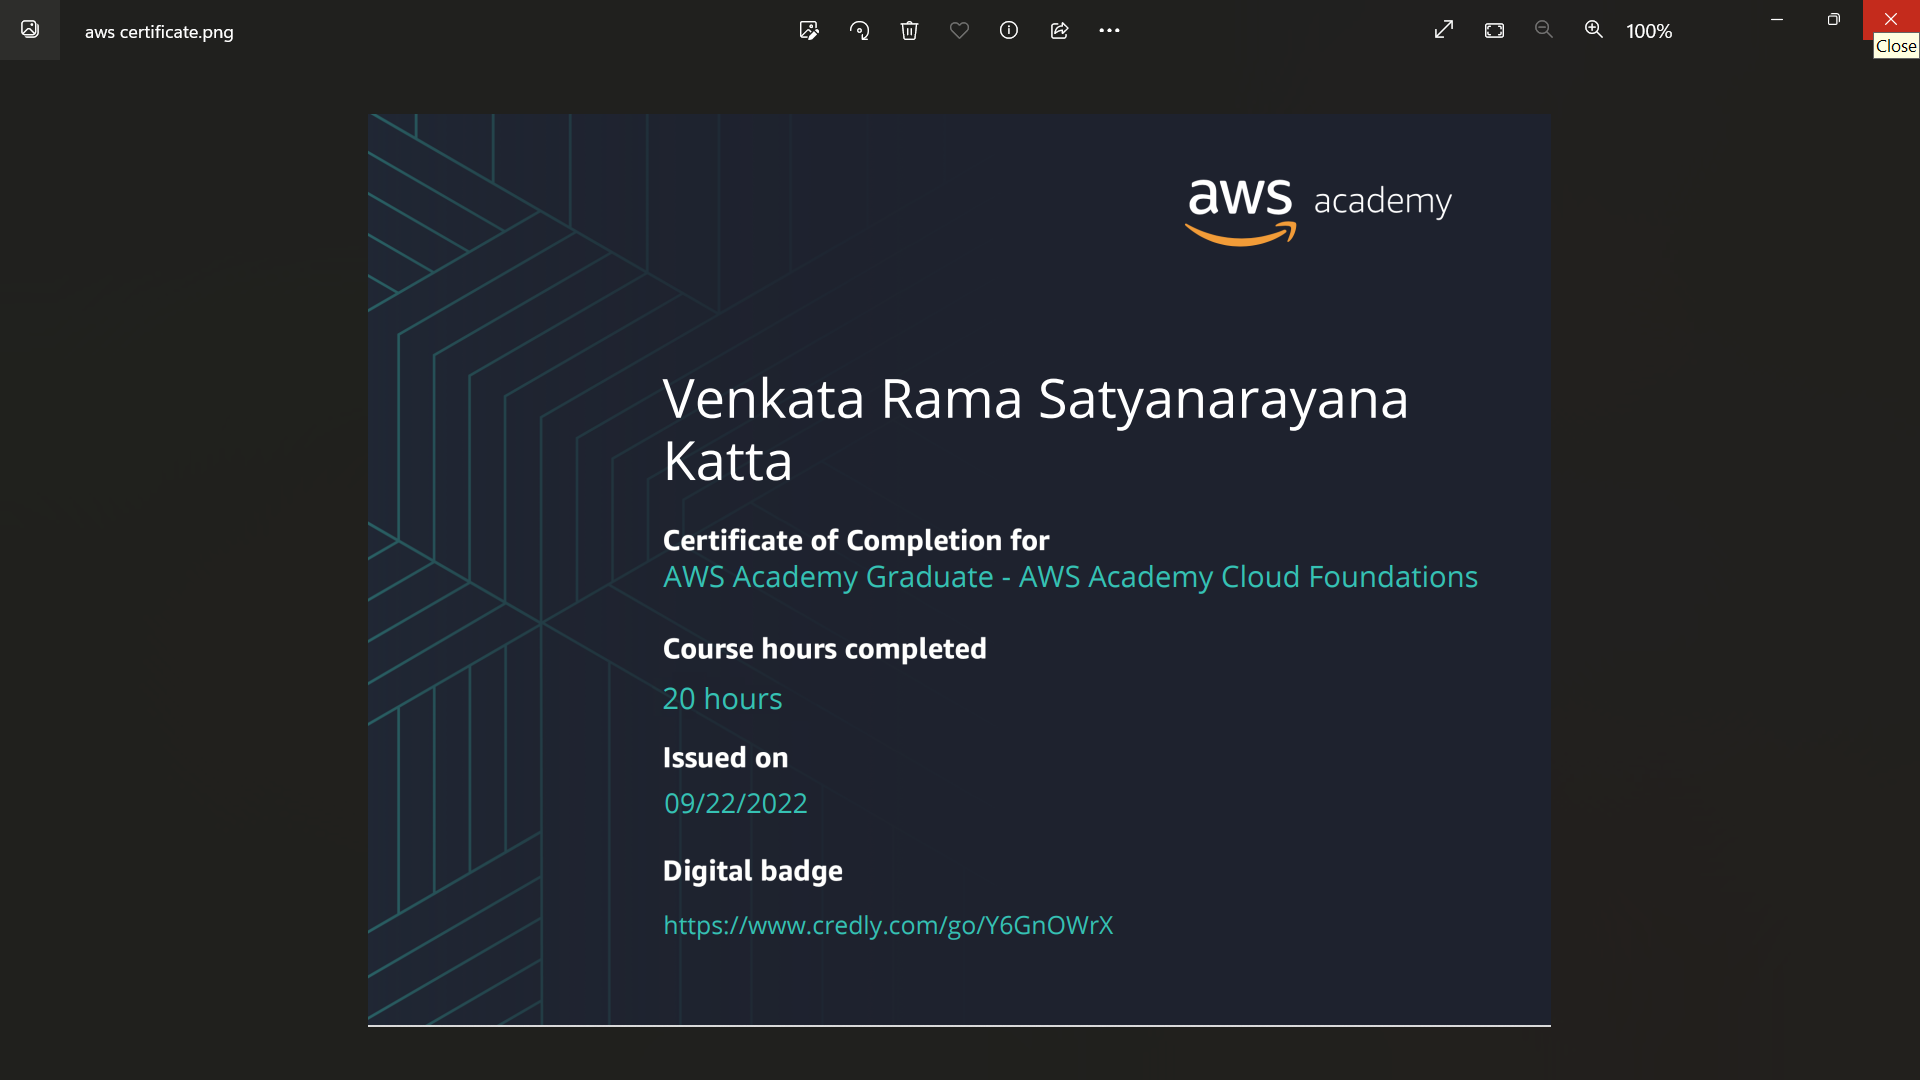 aws certificate.png
100%
Close
aws academy
Venkata Rama Satyanarayana
Katta
Certificate of Completion for
AWS Academy Graduate - AWS Academy Cloud Foundations
Course hours completed
20 hours
Issued on
09/22/2022
Digital badge
https://www.credly.com/go/Y6GnOWrX